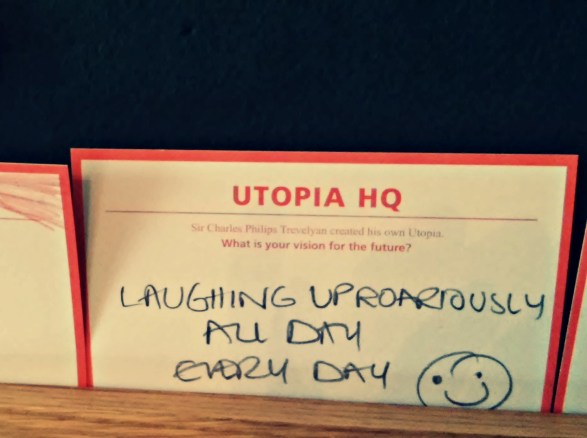 UTOPIA HQ
Sir Charles Philips Trevelyan created his own Utopia.
What is your vision for the future?
LAUGHING UPROARIOUSLY
ALL DAY
EVERY DAY